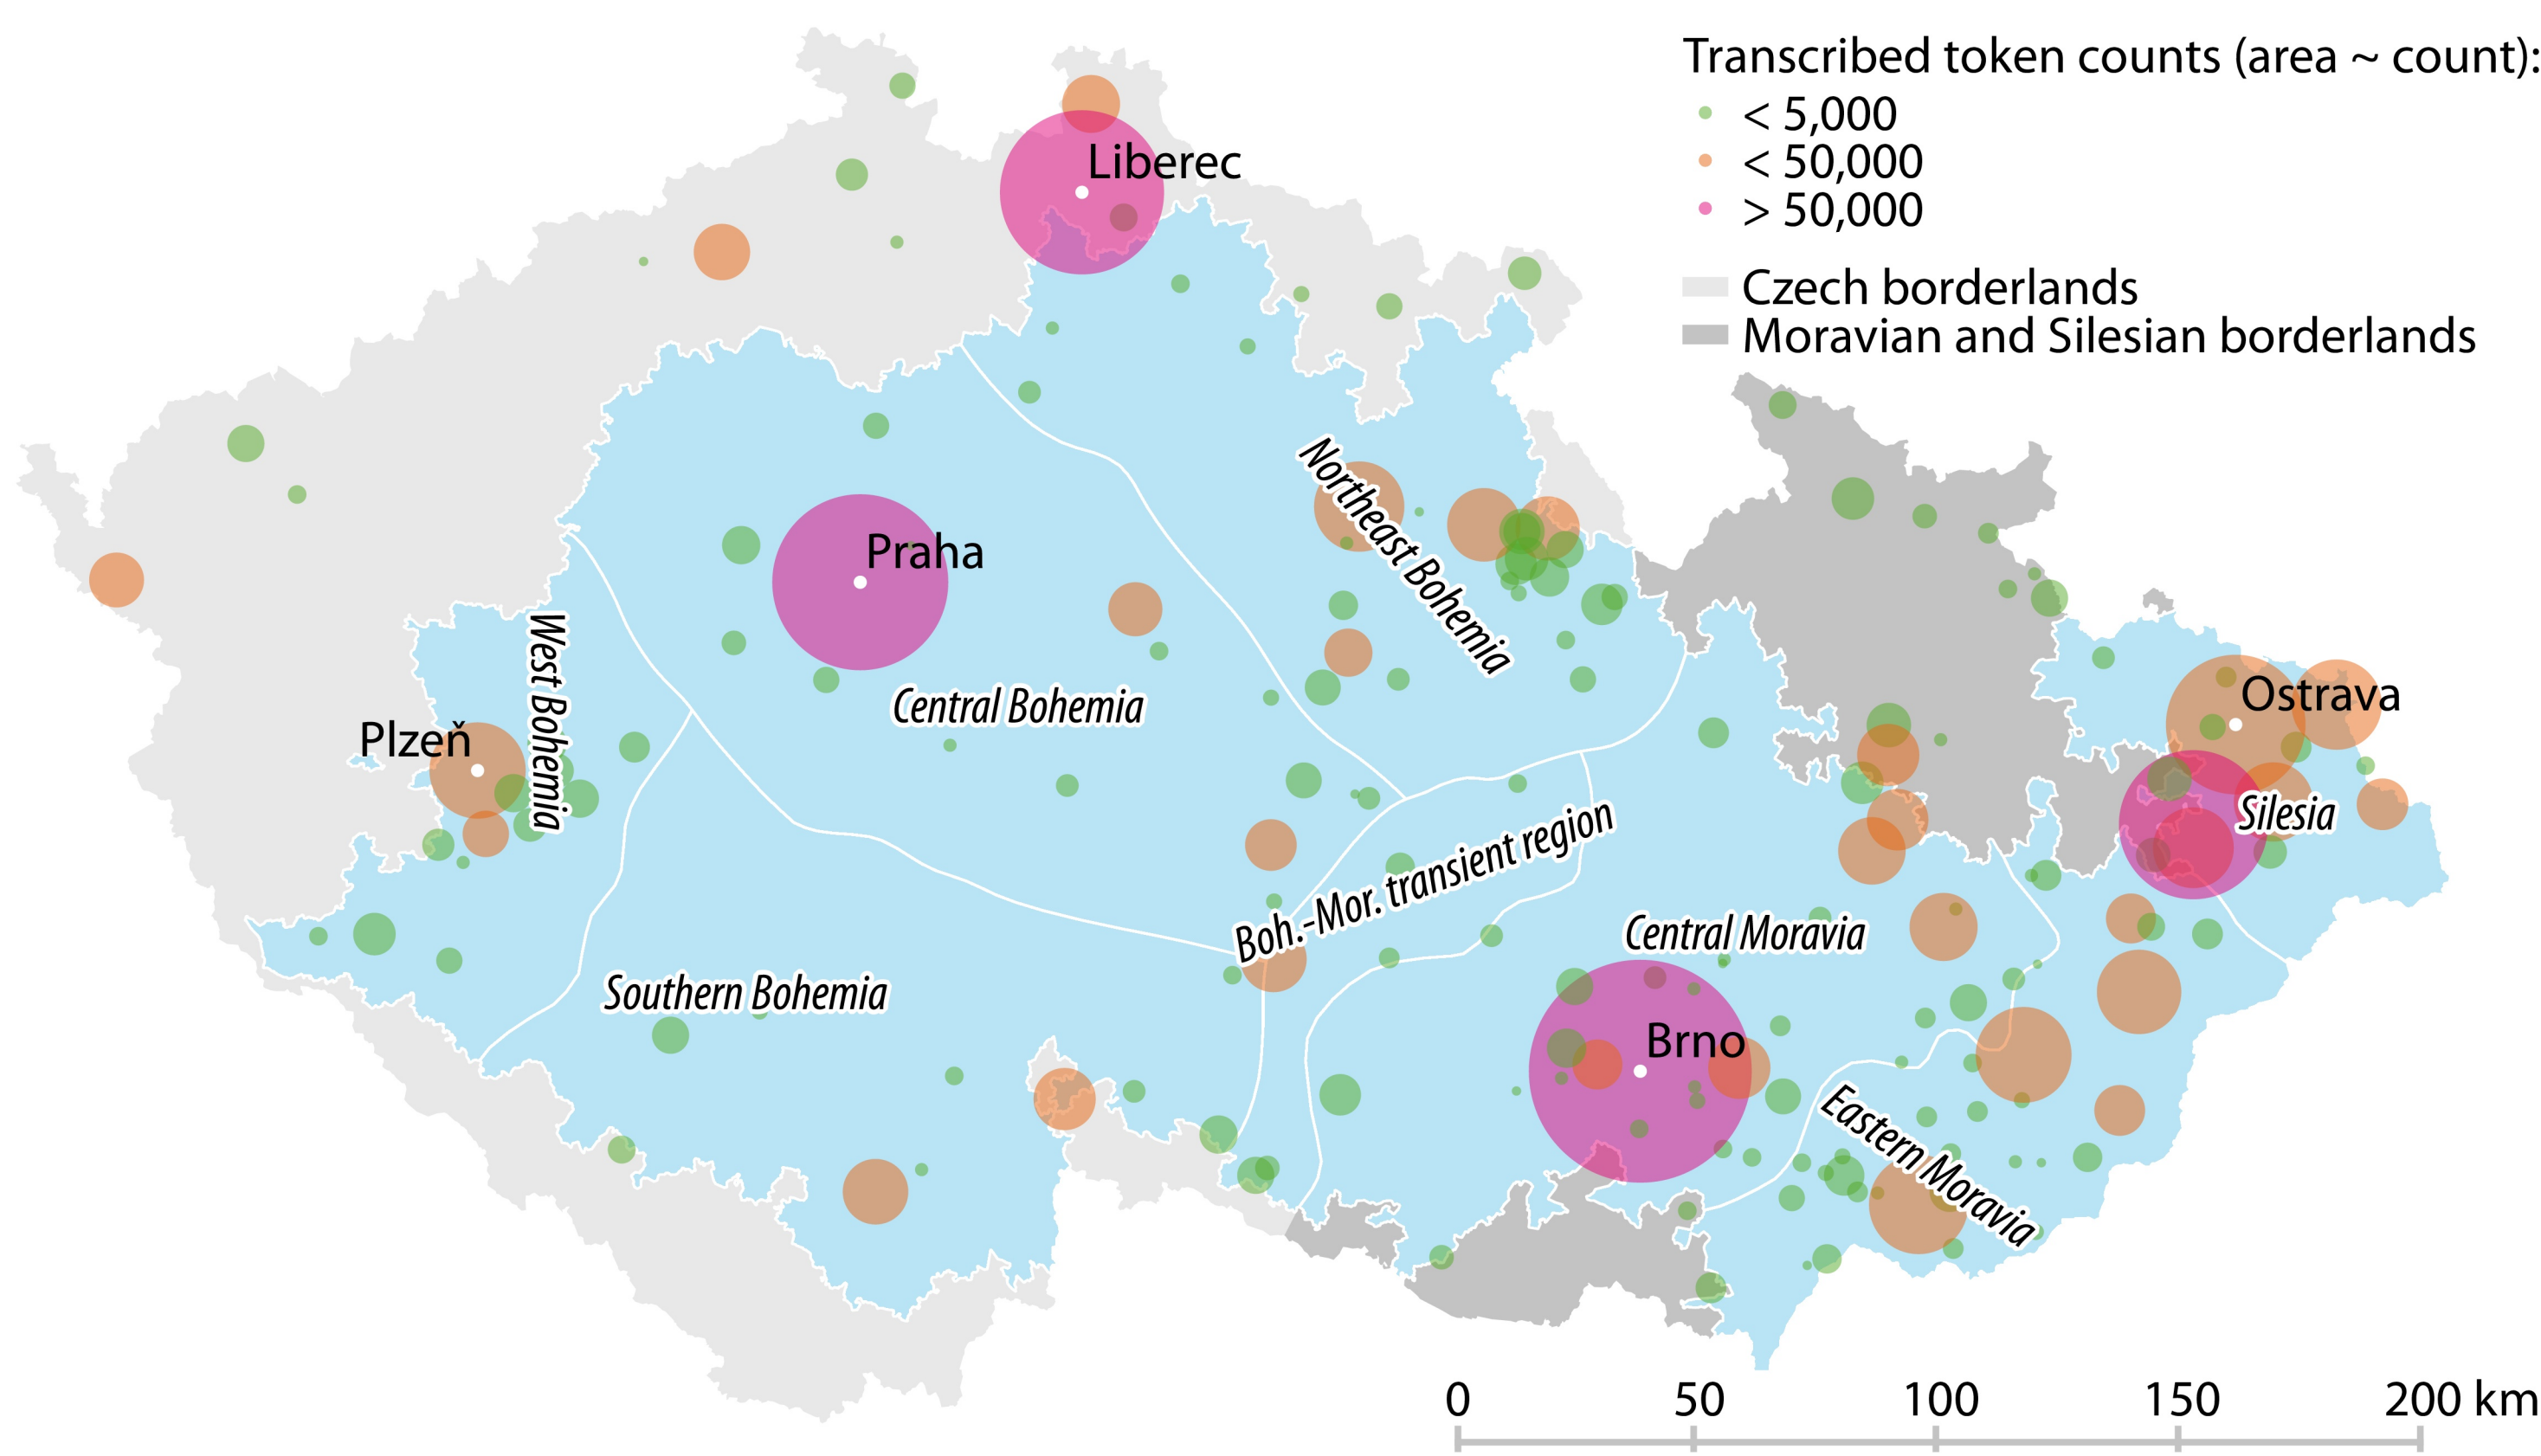 Transcribed token counts (area ~ count):
< 5,000
< 50,000
> 50,000
Czech borderlands
Moravian and Silesian borderlands
Liberec
Northeast Bohemia
Praha
West Bohemia
Central Bohemia
Plzeň
Ostrava
Silesia
Boh.-Mor. transient region
Central Moravia
Southern Bohemia
Brno
Eastern Moravia
0 50 100 150 200 km